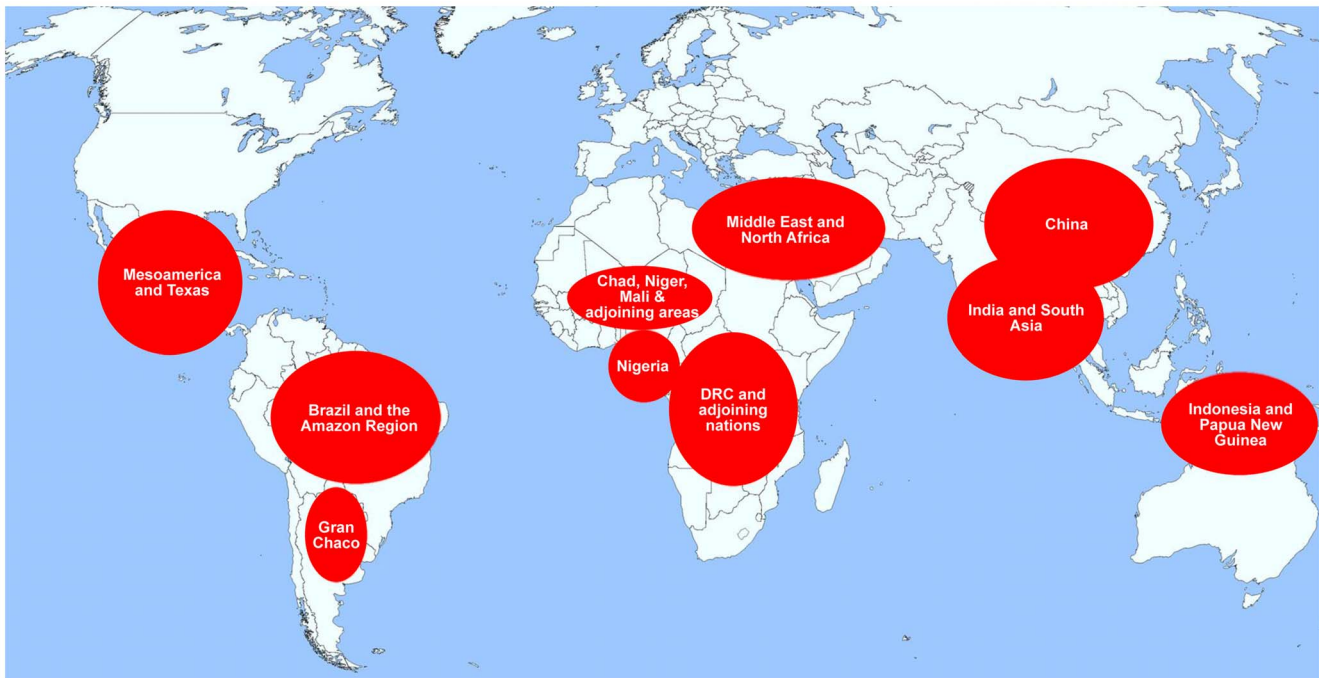 Mesoamerica
and Texas
Brazil and the
Amazon Region
Gran
Chaco
Middle East and
North Africa
Chad, Niger,
Mali &
adjoining areas
Nigeria
DRC and
adjoining
nations
China
India and South
Asia
Indonesia and
Papua New
Guinea